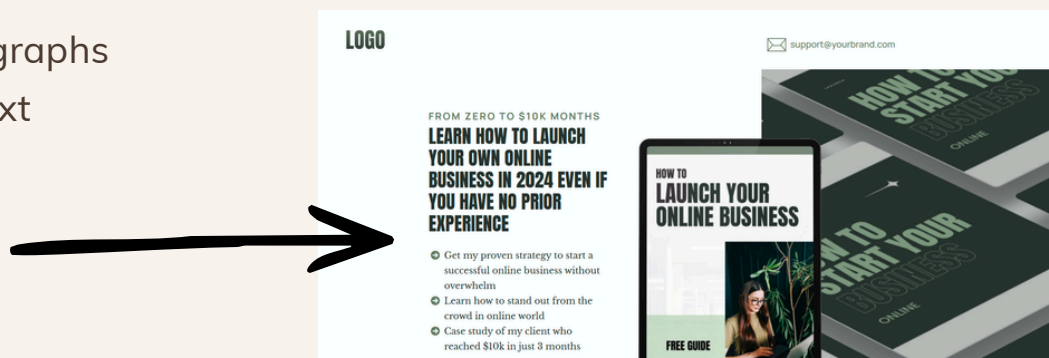 graphs
xt
LOGO
support@yourbrand.com
FROM ZERO TO $10K MONTHS
LEARN HOW TO LAUNCH
YOUR OWN ONLINE
BUSINESS IN 2024 EVEN IF
YOU HAVE NO PRIOR
EXPERIENCE
Get my proven strategy to start a
successful online business without
overwhelm
Learn how to stand out from the
crowd in online world
Case study of my client who
reached $10k in just 3 months
HOW TO
LAUNCH YOUR
ONLINE BUSINESS
FREE GUIDE
HOW TO
START YOU
BUSINESS
ONLINE
W TO
START YOUR
BUSINESS
ONLINE